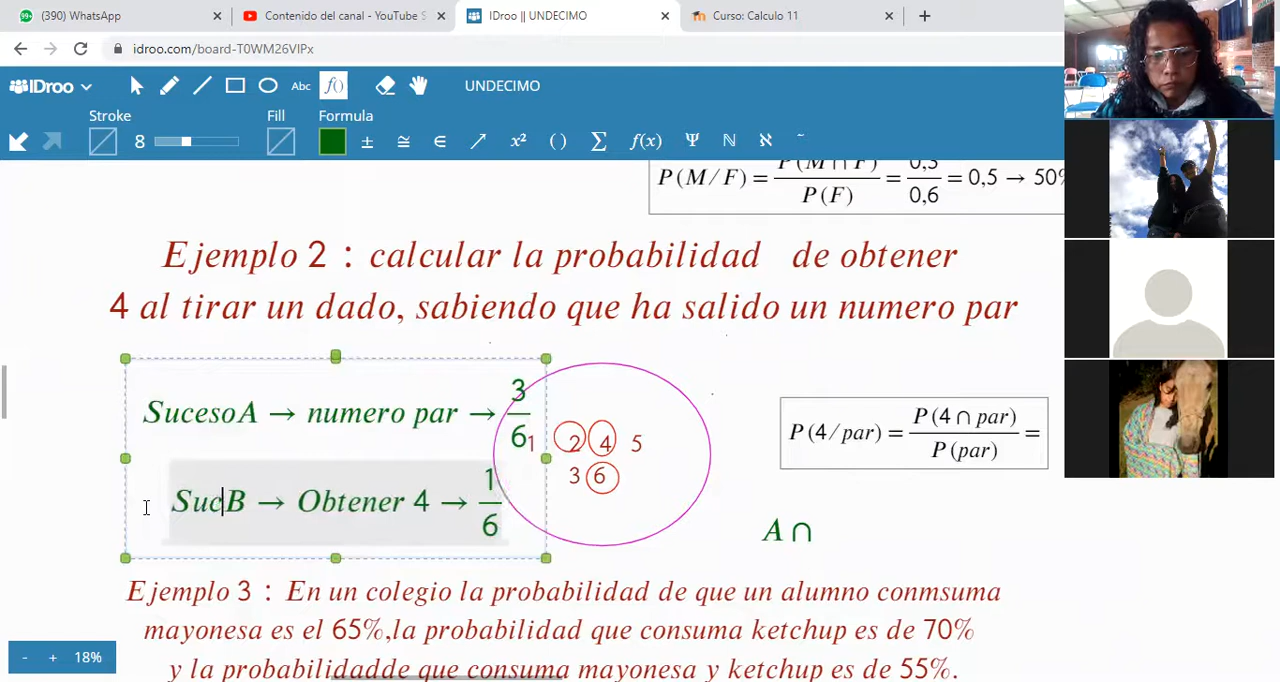 (390) WhatsApp
Contenido del canal - YouTube S
IDroo || UNDECIMO
Curso: Calculo 11
idroo.com/board-T0WM26VIPx
IDroo
Abc
f()
UNDECIMO
Stroke
Fill
Formula
8
± ≅ ∈ x² ( ) Σ f(x) Ψ ℕ ℵ
P(M/F) = P(M∩F)/P(F) = 0,3/0,6 = 0,5 → 50%
Ejemplo 2 : calcular la probabilidad de obtener
4 al tirar un dado, sabiendo que ha salido un numero par
SucesoA → numero par → 3/6
1 2 4 5
3 6
P(4/par) = P(4∩par)/P(par) =
SucB → Obtener 4 → 1/6
A∩
Ejemplo 3 : En un colegio la probabilidad de que un alumno conmsuma
mayonesa es el 65%,la probabilidad que consuma ketchup es de 70%
y la probabilidadde que consuma mayonesa y ketchup es de 55%.
- + 18%